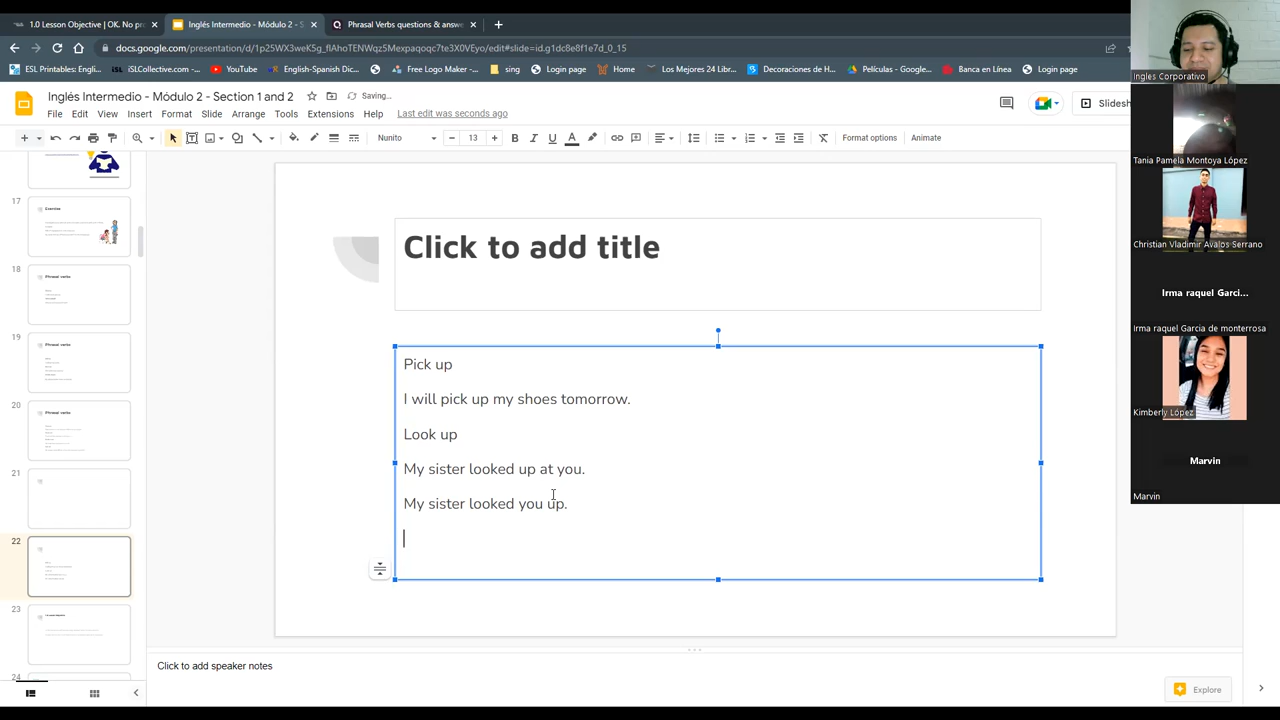 1.0 Lesson Objective | OK. No pr
Inglés Intermedio - Módulo 2 -
Phrasal Verbs questions & answe
docs.google.com/presentation/d/1p25WX3weK5g_flAhoTENWqz5Mexpaqoqc7te3X0VEyo/edit#slide=id.g1dc8e8f1e7d_0_15
ESL Printables: Engli...
iSLCollective.com -...
YouTube
English-Spanish Dic...
Free Logo Maker -...
sing
Login page
Home
Los Mejores 24 List...
Decoraciones de H...
Películas - Google...
Banca en Línea
Login page
Inglés Intermedio - Módulo 2 - Section 1 and 2
Saving...
File Edit View Insert Format Slide Arrange Tools Extensions Help Last edit was seconds ago
Slidesh
Nunito
13
Format options
Animate
17
Exercises
18
Phrasal verbs
19
Phrasal verbs
20
Phrasal verbs
21
22
23
24
Click to add title
Pick up
I will pick up my shoes tomorrow.
Look up
My sister looked up at you.
My sister looked you up.
Click to add speaker notes
Explore
Ingles Corporativo
Tania Pamela Montoya López
Christian Vladimir Avalos Serrano
Irma raquel Garci...
Irma raquel Garcia de monterrosa
Kimberly López
Marvin
Marvin